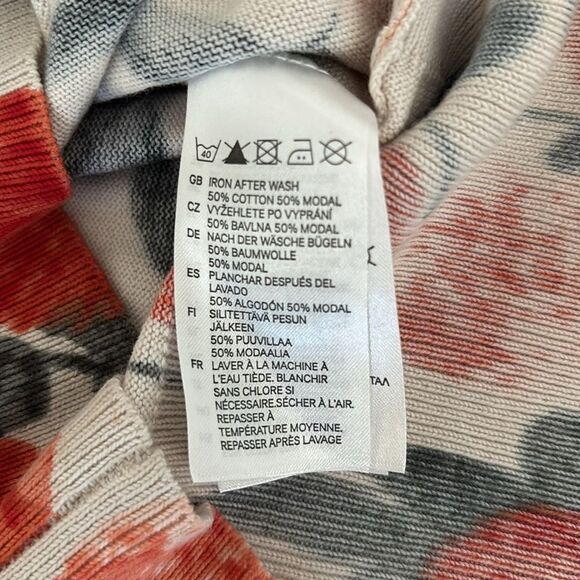 40
GB IRON AFTER WASH
50% COTTON 50% MODAL
CZ VYŽEHLETE PO VYPRÁNÍ
50% BAVLNA 50% MODAL
DE NACH DER WÄSCHE BÜGELN
50% BAUMWOLLE
50% MODAL
ES PLANCHAR DESPUÉS DEL
LAVADO
50% ALGODÓN 50% MODAL
FI SILITETTÄVÄ PESUN
JÄLKEEN
50% PUUVILLAA
50% MODAALIA
FR LAVER À LA MACHINE À
L'EAU TIÈDE. BLANCHIR
SANS CHLORE SI
NÉCESSAIRE.SÉCHER À L'AIR.
REPASSER À
TEMPÉRATURE MOYENNE.
REPASSER APRÈS LAVAGE